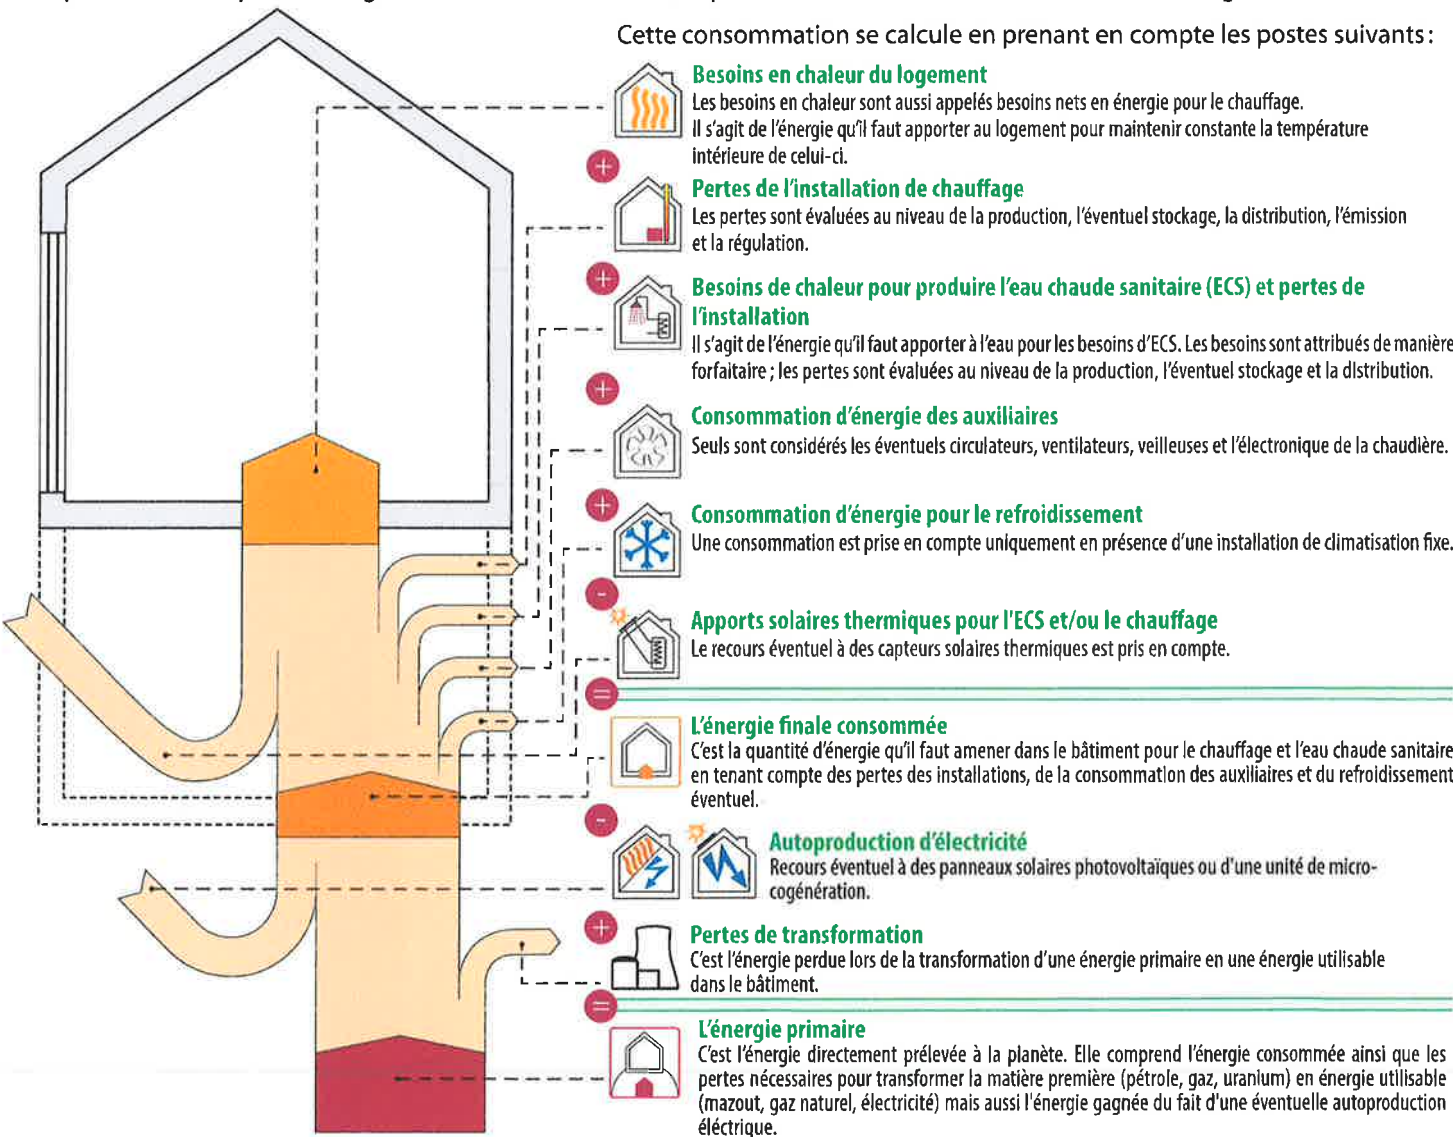 Cette consommation se calcule en prenant en compte les postes suivants :
Besoins en chaleur du logement
Les besoins en chaleur sont aussi appelés besoins nets en énergie pour le chauffage.
Il s'agit de l'énergie qu'il faut apporter au logement pour maintenir constante la température
intérieure de celui-ci.
+
Pertes de l'installation de chauffage
Les pertes sont évaluées au niveau de la production, l'éventuel stockage, la distribution, l'émission
et la régulation.
+
Besoins de chaleur pour produire l'eau chaude sanitaire (ECS) et pertes de
l'installation
Il s'agit de l'énergie qu'il faut apporter à l'eau pour les besoins d'ECS. Les besoins sont attribués de manière
forfaitaire ; les pertes sont évaluées au niveau de la production, l'éventuel stockage et la distribution.
+
Consommation d'énergie des auxiliaires
Seuls sont considérés les éventuels circulateurs, ventilateurs, veilleuses et l'électronique de la chaudière.
+
Consommation d'énergie pour le refroidissement
Une consommation est prise en compte uniquement en présence d'une installation de climatisation fixe.
-
Apports solaires thermiques pour l'ECS et/ou le chauffage
Le recours éventuel à des capteurs solaires thermiques est pris en compte.
=
L'énergie finale consommée
C'est la quantité d'énergie qu'il faut amener dans le bâtiment pour le chauffage et l'eau chaude sanitaire
en tenant compte des pertes des installations, de la consommation des auxiliaires et du refroidissement
éventuel.
-
Autoproduction d'électricité
Recours éventuel à des panneaux solaires photovoltaïques ou d'une unité de micro-
cogénération.
+
Pertes de transformation
C'est l'énergie perdue lors de la transformation d'une énergie primaire en une énergie utilisable
dans le bâtiment.
=
L'énergie primaire
C'est l'énergie directement prélevée à la planète. Elle comprend l'énergie consommée ainsi que les
pertes nécessaires pour transformer la matière première (pétrole, gaz, uranium) en énergie utilisable
(mazout, gaz naturel, électricité) mais aussi l'énergie gagnée du fait d'une éventuelle autoproduction
éléctrique.